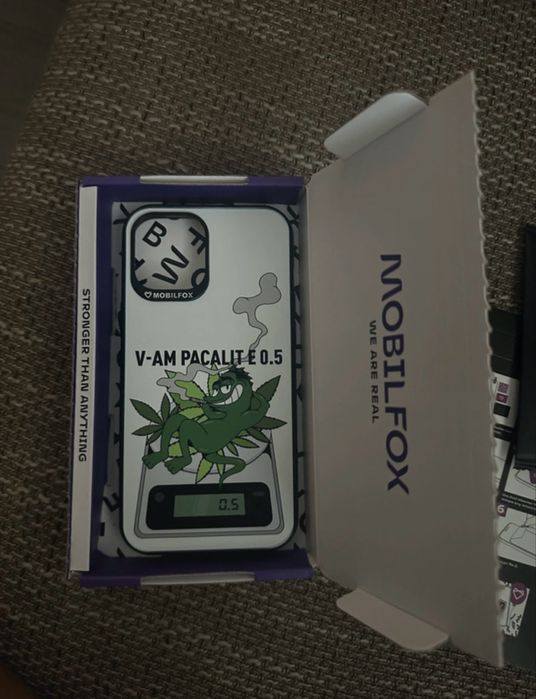 STRONGER THAN ANYTHING
B
W
MOBILFOX
V-AM PACALIT E 0.5
0.5
MOBILFOX
WE ARE REAL